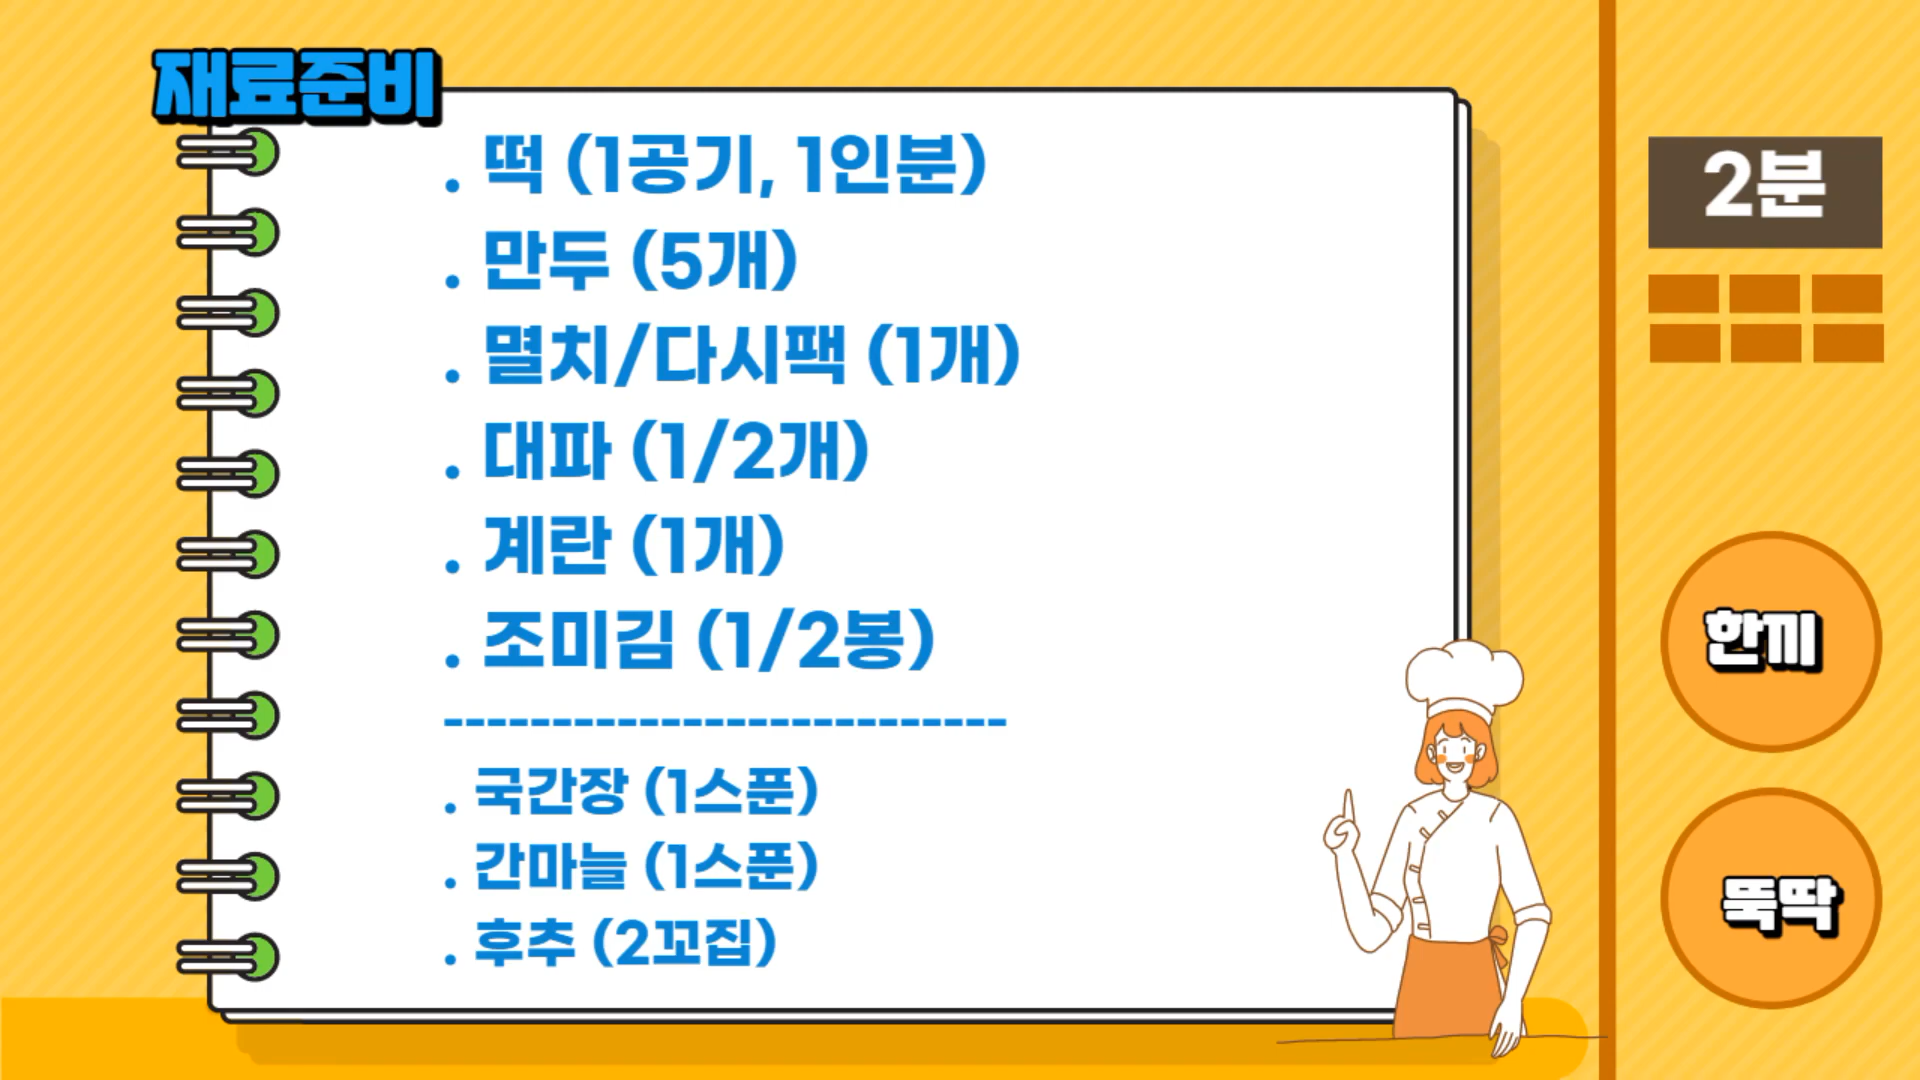 재료준비
. 떡 (1공기, 1인분)
. 만두 (5개)
. 멸치/다시팩 (1개)
. 대파 (1/2개)
. 계란 (1개)
. 조미김 (1/2봉)
--------------------------
. 국간장 (1스푼)
. 간마늘 (1스푼)
. 후추 (2꼬집)
2분
한끼
뚝딱